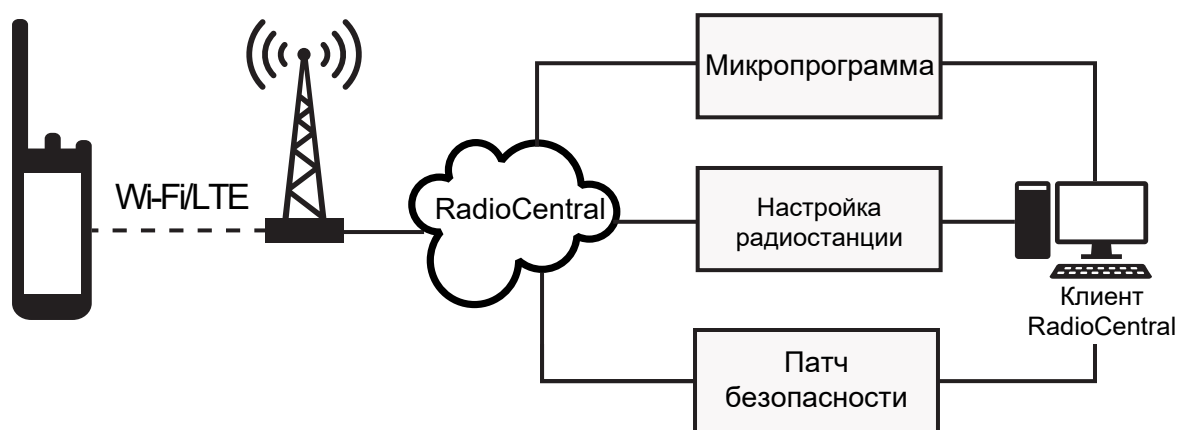 Микропрограмма
Wi-Fi/LTE
RadioCentral
Настройка
радиостанции
Клиент
RadioCentral
Патч
безопасности